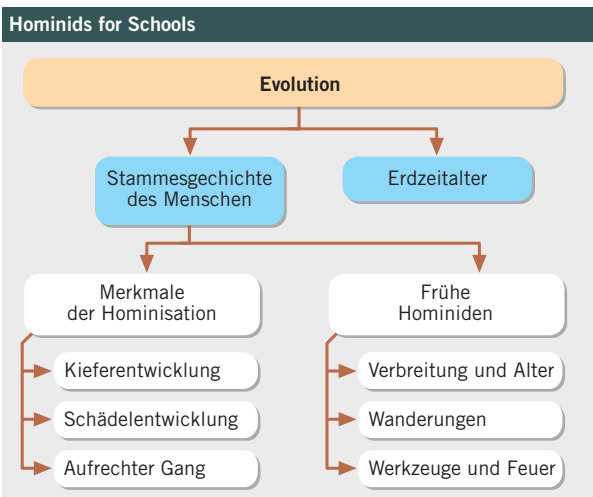 Hominids for Schools
Evolution
Stammesgechichte
des Menschen
Erdzeitalter
Merkmale
der Hominisation
Kieferentwicklung
Schädelentwicklung
Aufrechter Gang
Frühe
Hominiden
Verbreitung und Alter
Wanderungen
Werkzeuge und Feuer